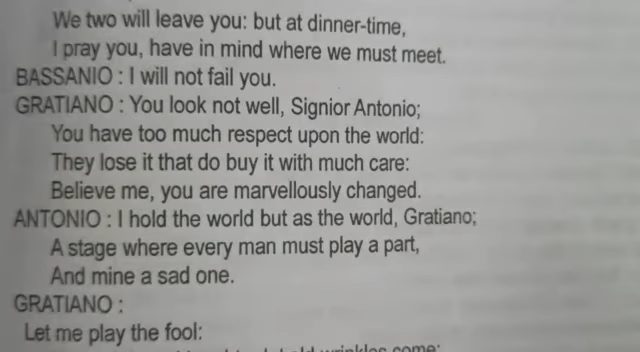 We two will leave you: but at dinner-time,
I pray you, have in mind where we must meet.
BASSANIO : I will not fail you.
GRATIANO : You look not well, Signior Antonio;
You have too much respect upon the world:
They lose it that do buy it with much care:
Believe me, you are marvellously changed.
ANTONIO : I hold the world but as the world, Gratiano;
A stage where every man must play a part,
And mine a sad one.
GRATIANO :
Let me play the fool:
wrinkles come: